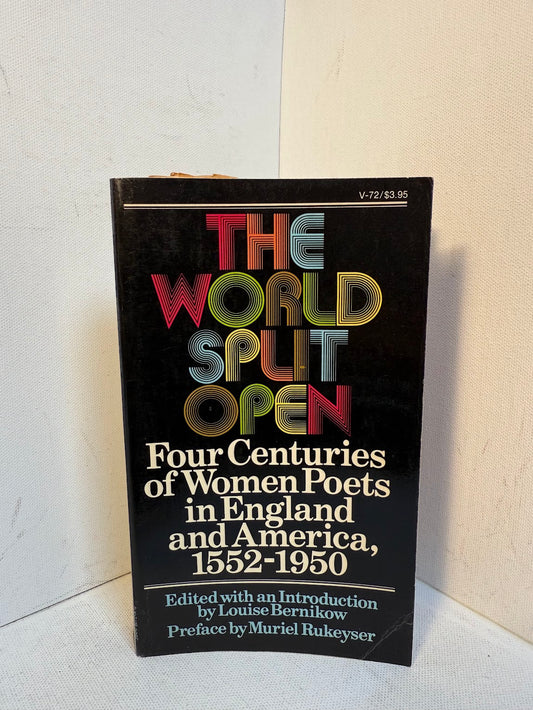 V-72/$3.95
THE
WORLD
SPLIT
OPEN
Four Centuries
of Women Poets
in England
and America,
1552-1950
Edited with an Introduction
by Louise Bernikow
Preface by Muriel Rukeyser